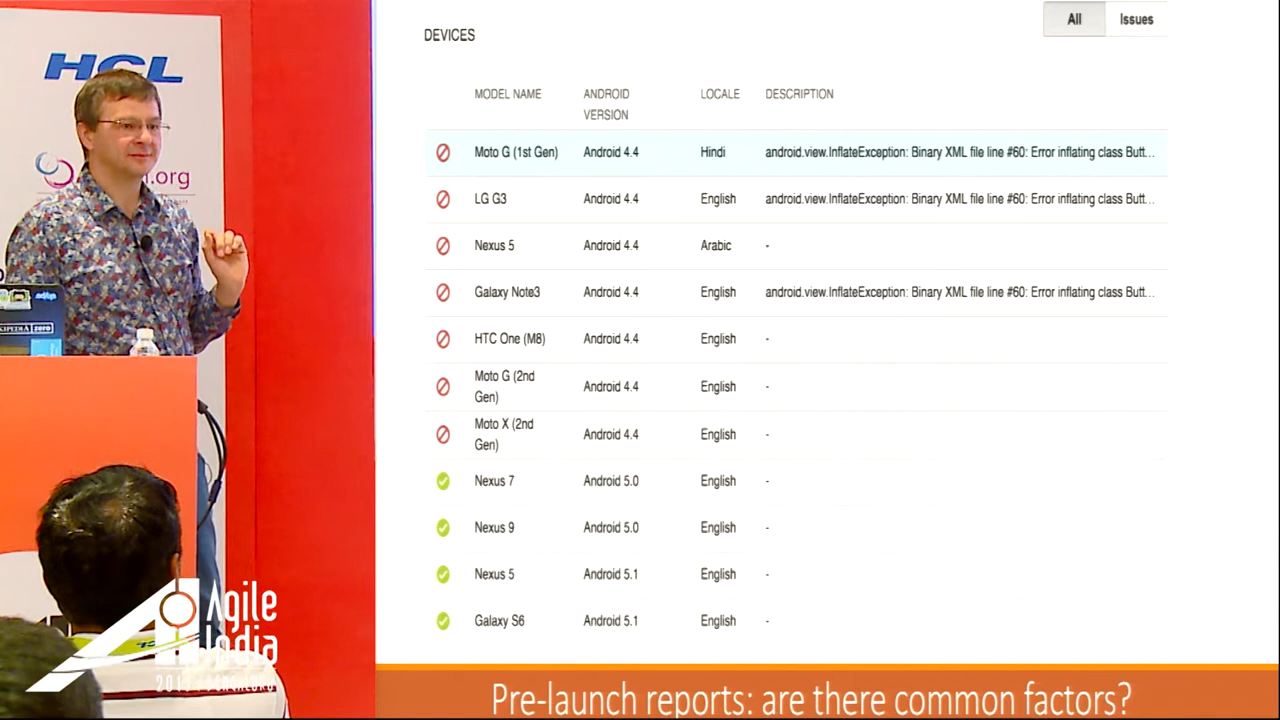 HCL
.org
WIKIPEDIA zero
HCL
Agile
India
All Issues
DEVICES
MODEL NAME ANDROID VERSION LOCALE DESCRIPTION
Moto G (1st Gen) Android 4.4 Hindi android.view.InflateException: Binary XML file line #60: Error inflating class Butt...
LG G3 Android 4.4 English android.view.InflateException: Binary XML file line #60: Error inflating class Butt...
Nexus 5 Android 4.4 Arabic -
Galaxy Note3 Android 4.4 English android.view.InflateException: Binary XML file line #60: Error inflating class Butt...
HTC One (M8) Android 4.4 English -
Moto G (2nd Gen) Android 4.4 English -
Moto X (2nd Gen) Android 4.4 English -
Nexus 7 Android 5.0 English -
Nexus 9 Android 5.0 English -
Nexus 5 Android 5.1 English -
Galaxy S6 Android 5.1 English -
Pre-launch reports: are there common factors?